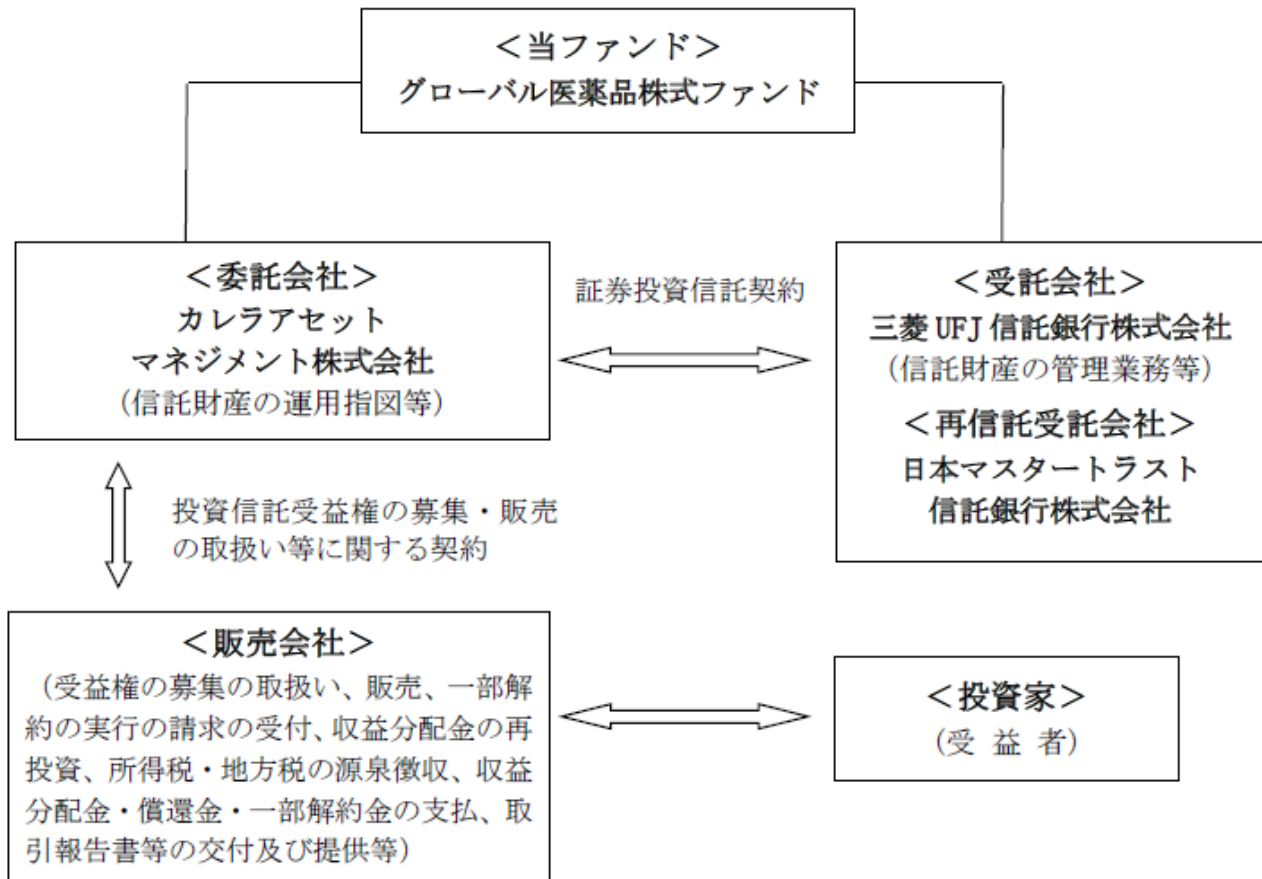 ＜当ファンド＞
グローバル医薬品株式ファンド
＜委託会社＞
カレラアセット
マネジメント株式会社
（信託財産の運用指図等）
証券投資信託契約
＜受託会社＞
三菱 UFJ 信託銀行株式会社
（信託財産の管理業務等）
＜再信託受託会社＞
日本マスタートラスト
信託銀行株式会社
投資信託受益権の募集・販売
の取扱い等に関する契約
＜販売会社＞
（受益権の募集の取扱い、販売、一部解
約の実行の請求の受付、収益分配金の再
投資、所得税・地方税の源泉徴収、収益
分配金・償還金・一部解約金の支払、取
引報告書等の交付及び提供等）
＜投資家＞
（受 益 者）